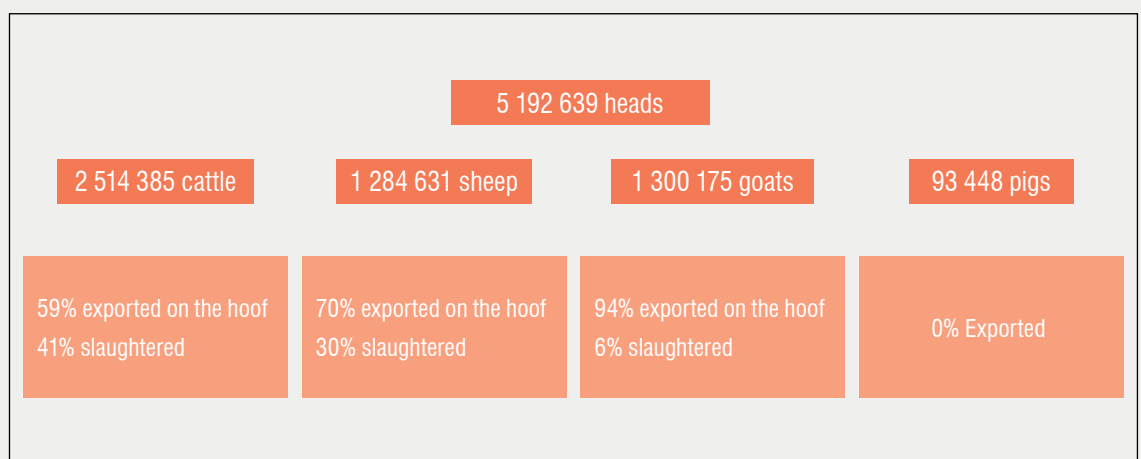 5 192 639 heads
2 514 385 cattle
1 284 631 sheep
1 300 175 goats
93 448 pigs
59% exported on the hoof
41% slaughtered
70% exported on the hoof
30% slaughtered
94% exported on the hoof
6% slaughtered
0% Exported